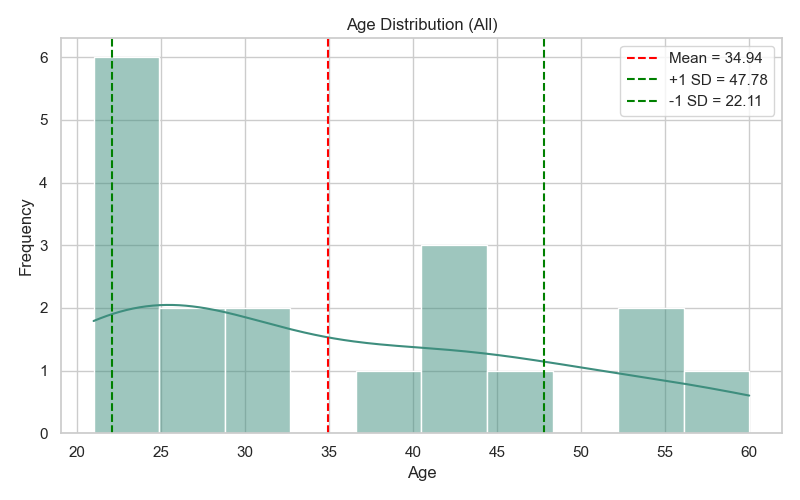 Age Distribution (All)
Mean = 34.94
+1 SD = 47.78
-1 SD = 22.11
Frequency
6
5
4
3
2
1
0
20 25 30 35 40 45 50 55 60
Age